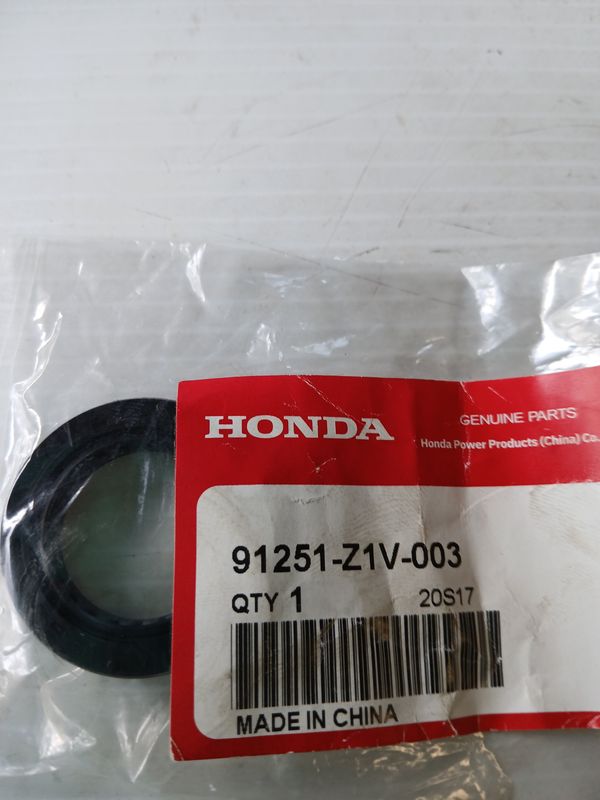 HONDA
GENUINE PARTS
Honda Power Products (China) Co.
91251-Z1V-003
QTY 1 20S17
MADE IN CHINA